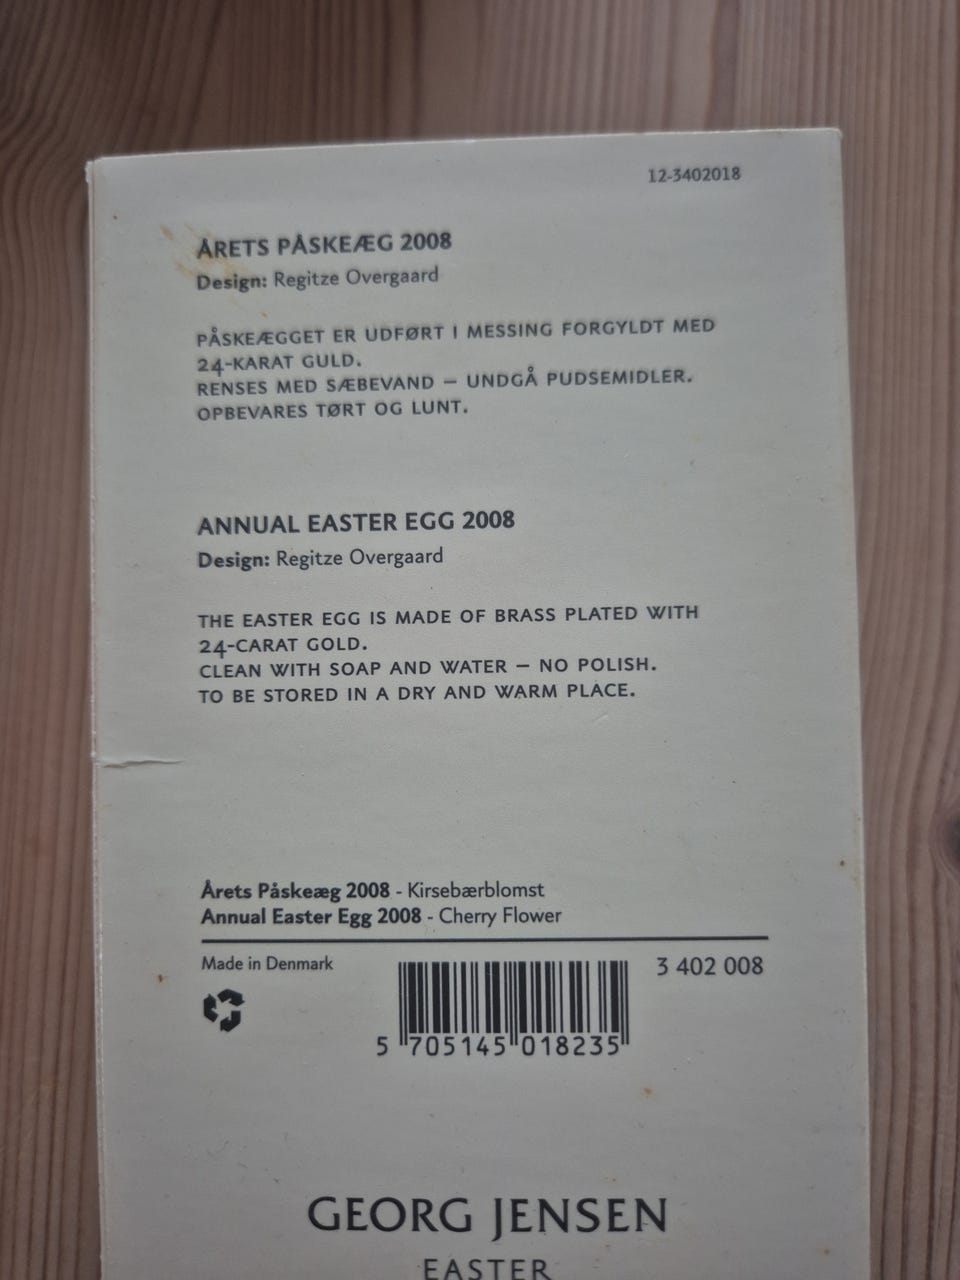 12-3402018
ÅRETS PÅSKEÆG 2008
Design: Regitze Overgaard
PÅSKEÆGGET ER UDFØRT I MESSING FORGYLDT MED
24-KARAT GULD.
RENSES MED SÆBEVAND – UNDGÅ PUDSEMIDLER.
OPBEVARES TØRT OG LUNT.
ANNUAL EASTER EGG 2008
Design: Regitze Overgaard
THE EASTER EGG IS MADE OF BRASS PLATED WITH
24-CARAT GOLD.
CLEAN WITH SOAP AND WATER – NO POLISH.
TO BE STORED IN A DRY AND WARM PLACE.
Årets Påskeæg 2008 - Kirsebærblomst
Annual Easter Egg 2008 - Cherry Flower
Made in Denmark
3 402 008
5 705145 018235
GEORG JENSEN
EASTER